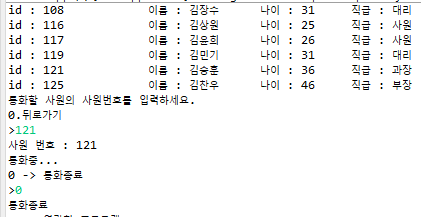 id : 108 이름 : 김장수 나이 : 31 직급 : 대리
id : 116 이름 : 김상원 나이 : 25 직급 : 사원
id : 117 이름 : 김윤희 나이 : 26 직급 : 사원
id : 119 이름 : 김민기 나이 : 31 직급 : 대리
id : 121 이름 : 김승훈 나이 : 36 직급 : 과장
id : 125 이름 : 김찬우 나이 : 46 직급 : 부장
통화할 사원의 사원번호를 입력하세요.
0.뒤로가기
>121
사원 번호 : 121
통화중...
0 -> 통화종료
>0
통화종료